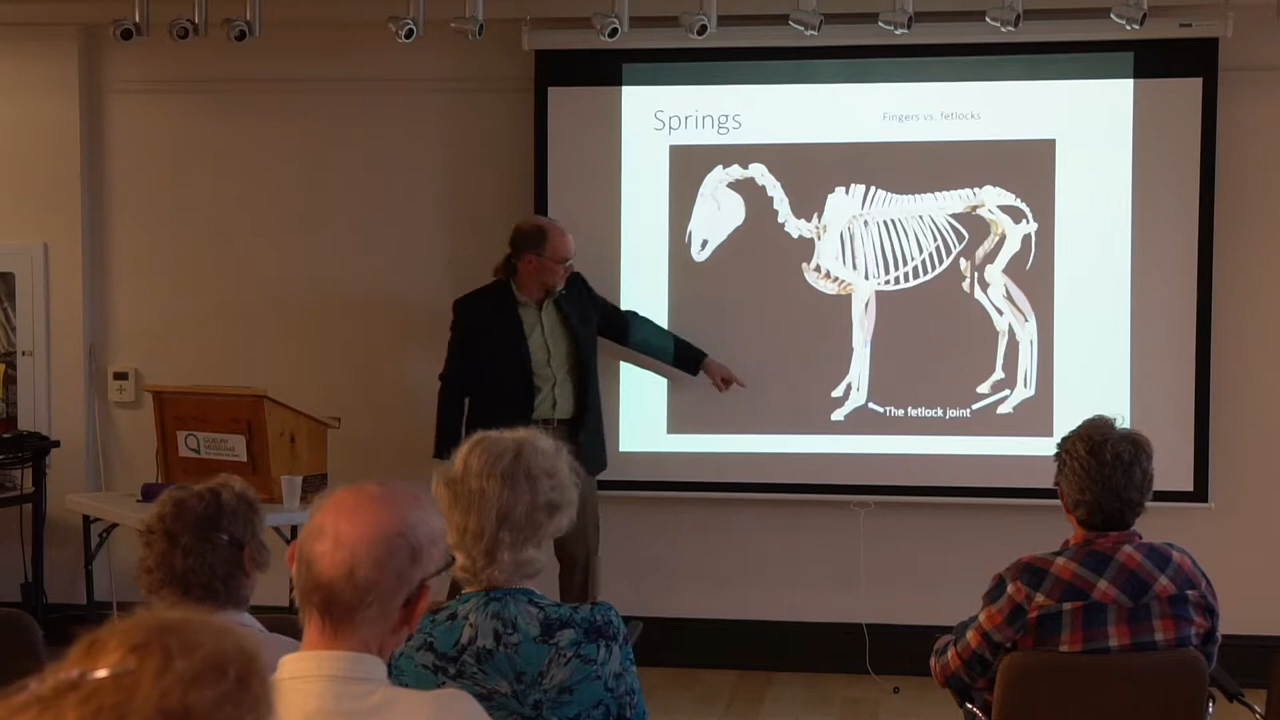 Springs
Fingers vs. fetlocks
The fetlock joint
GUELPH
MUSEUMS